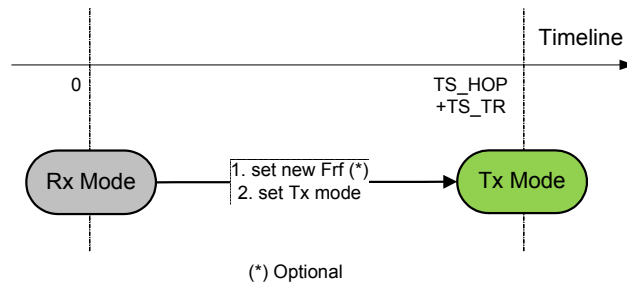 Timeline
0
TS_HOP
+TS_TR
Rx Mode
1. set new Frf (*)
2. set Tx mode
Tx Mode
(*) Optional